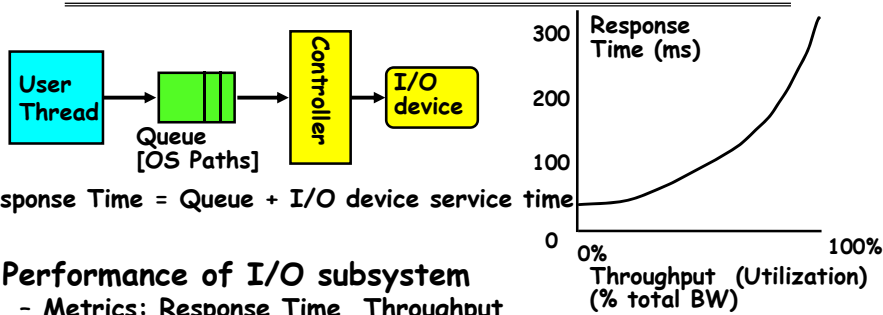 User
Thread
Queue
[OS Paths]
Controller
I/O
device
sponse Time = Queue + I/O device service time
300
200
100
0
Response
Time (ms)
0%
100%
Throughput (Utilization)
(% total BW)
Performance of I/O subsystem
- Metrics: Response Time Throughput